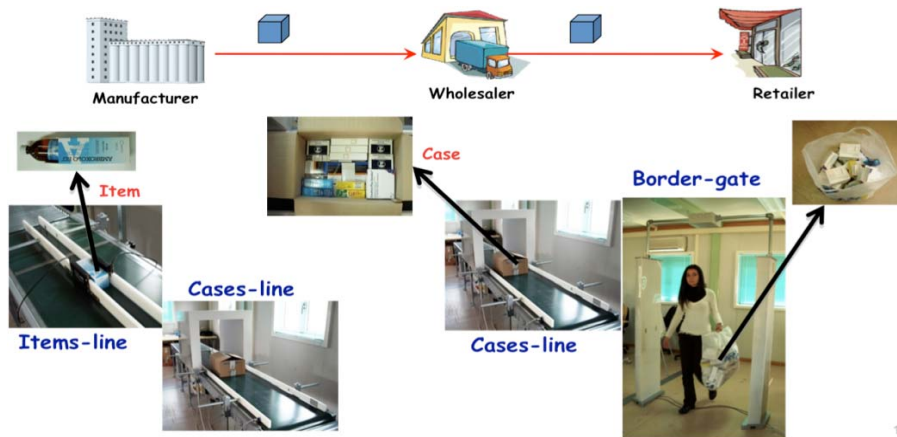 Manufacturer
Wholesaler
Retailer
Item
Case
Border-gate
Cases-line
Items-line
Cases-line